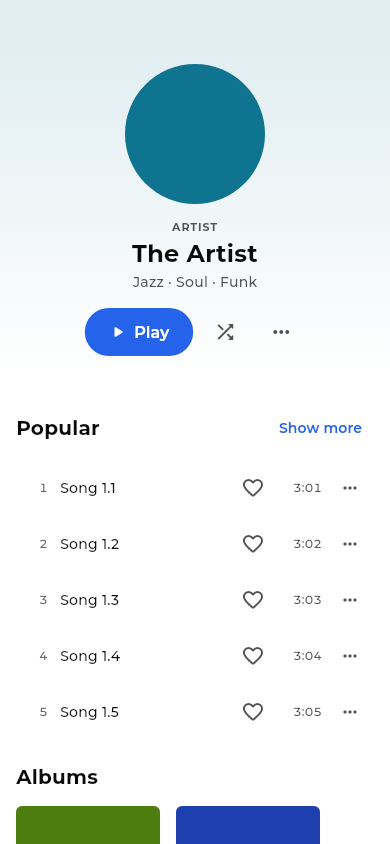 ARTIST
The Artist
Jazz · Soul · Funk
Play
Popular Show more
1 Song 1.1 3:01
2 Song 1.2 3:02
3 Song 1.3 3:03
4 Song 1.4 3:04
5 Song 1.5 3:05
Albums